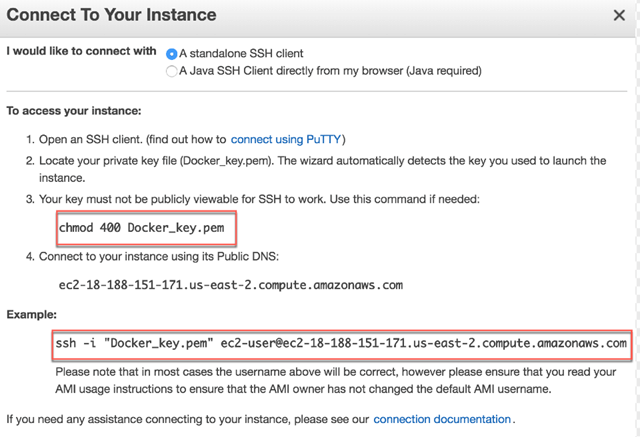 Connect To Your Instance
I would like to connect with
A standalone SSH client
A Java SSH Client directly from my browser (Java required)
To access your instance:
1. Open an SSH client. (find out how to connect using PuTTY)
2. Locate your private key file (Docker_key.pem). The wizard automatically detects the key you used to launch the
instance.
3. Your key must not be publicly viewable for SSH to work. Use this command if needed:
chmod 400 Docker_key.pem
4. Connect to your instance using its Public DNS:
ec2-18-188-151-171.us-east-2.compute.amazonaws.com
Example:
ssh -i "Docker_key.pem" ec2-user@ec2-18-188-151-171.us-east-2.compute.amazonaws.com
Please note that in most cases the username above will be correct, however please ensure that you read your
AMI usage instructions to ensure that the AMI owner has not changed the default AMI username.
If you need any assistance connecting to your instance, please see our connection documentation .